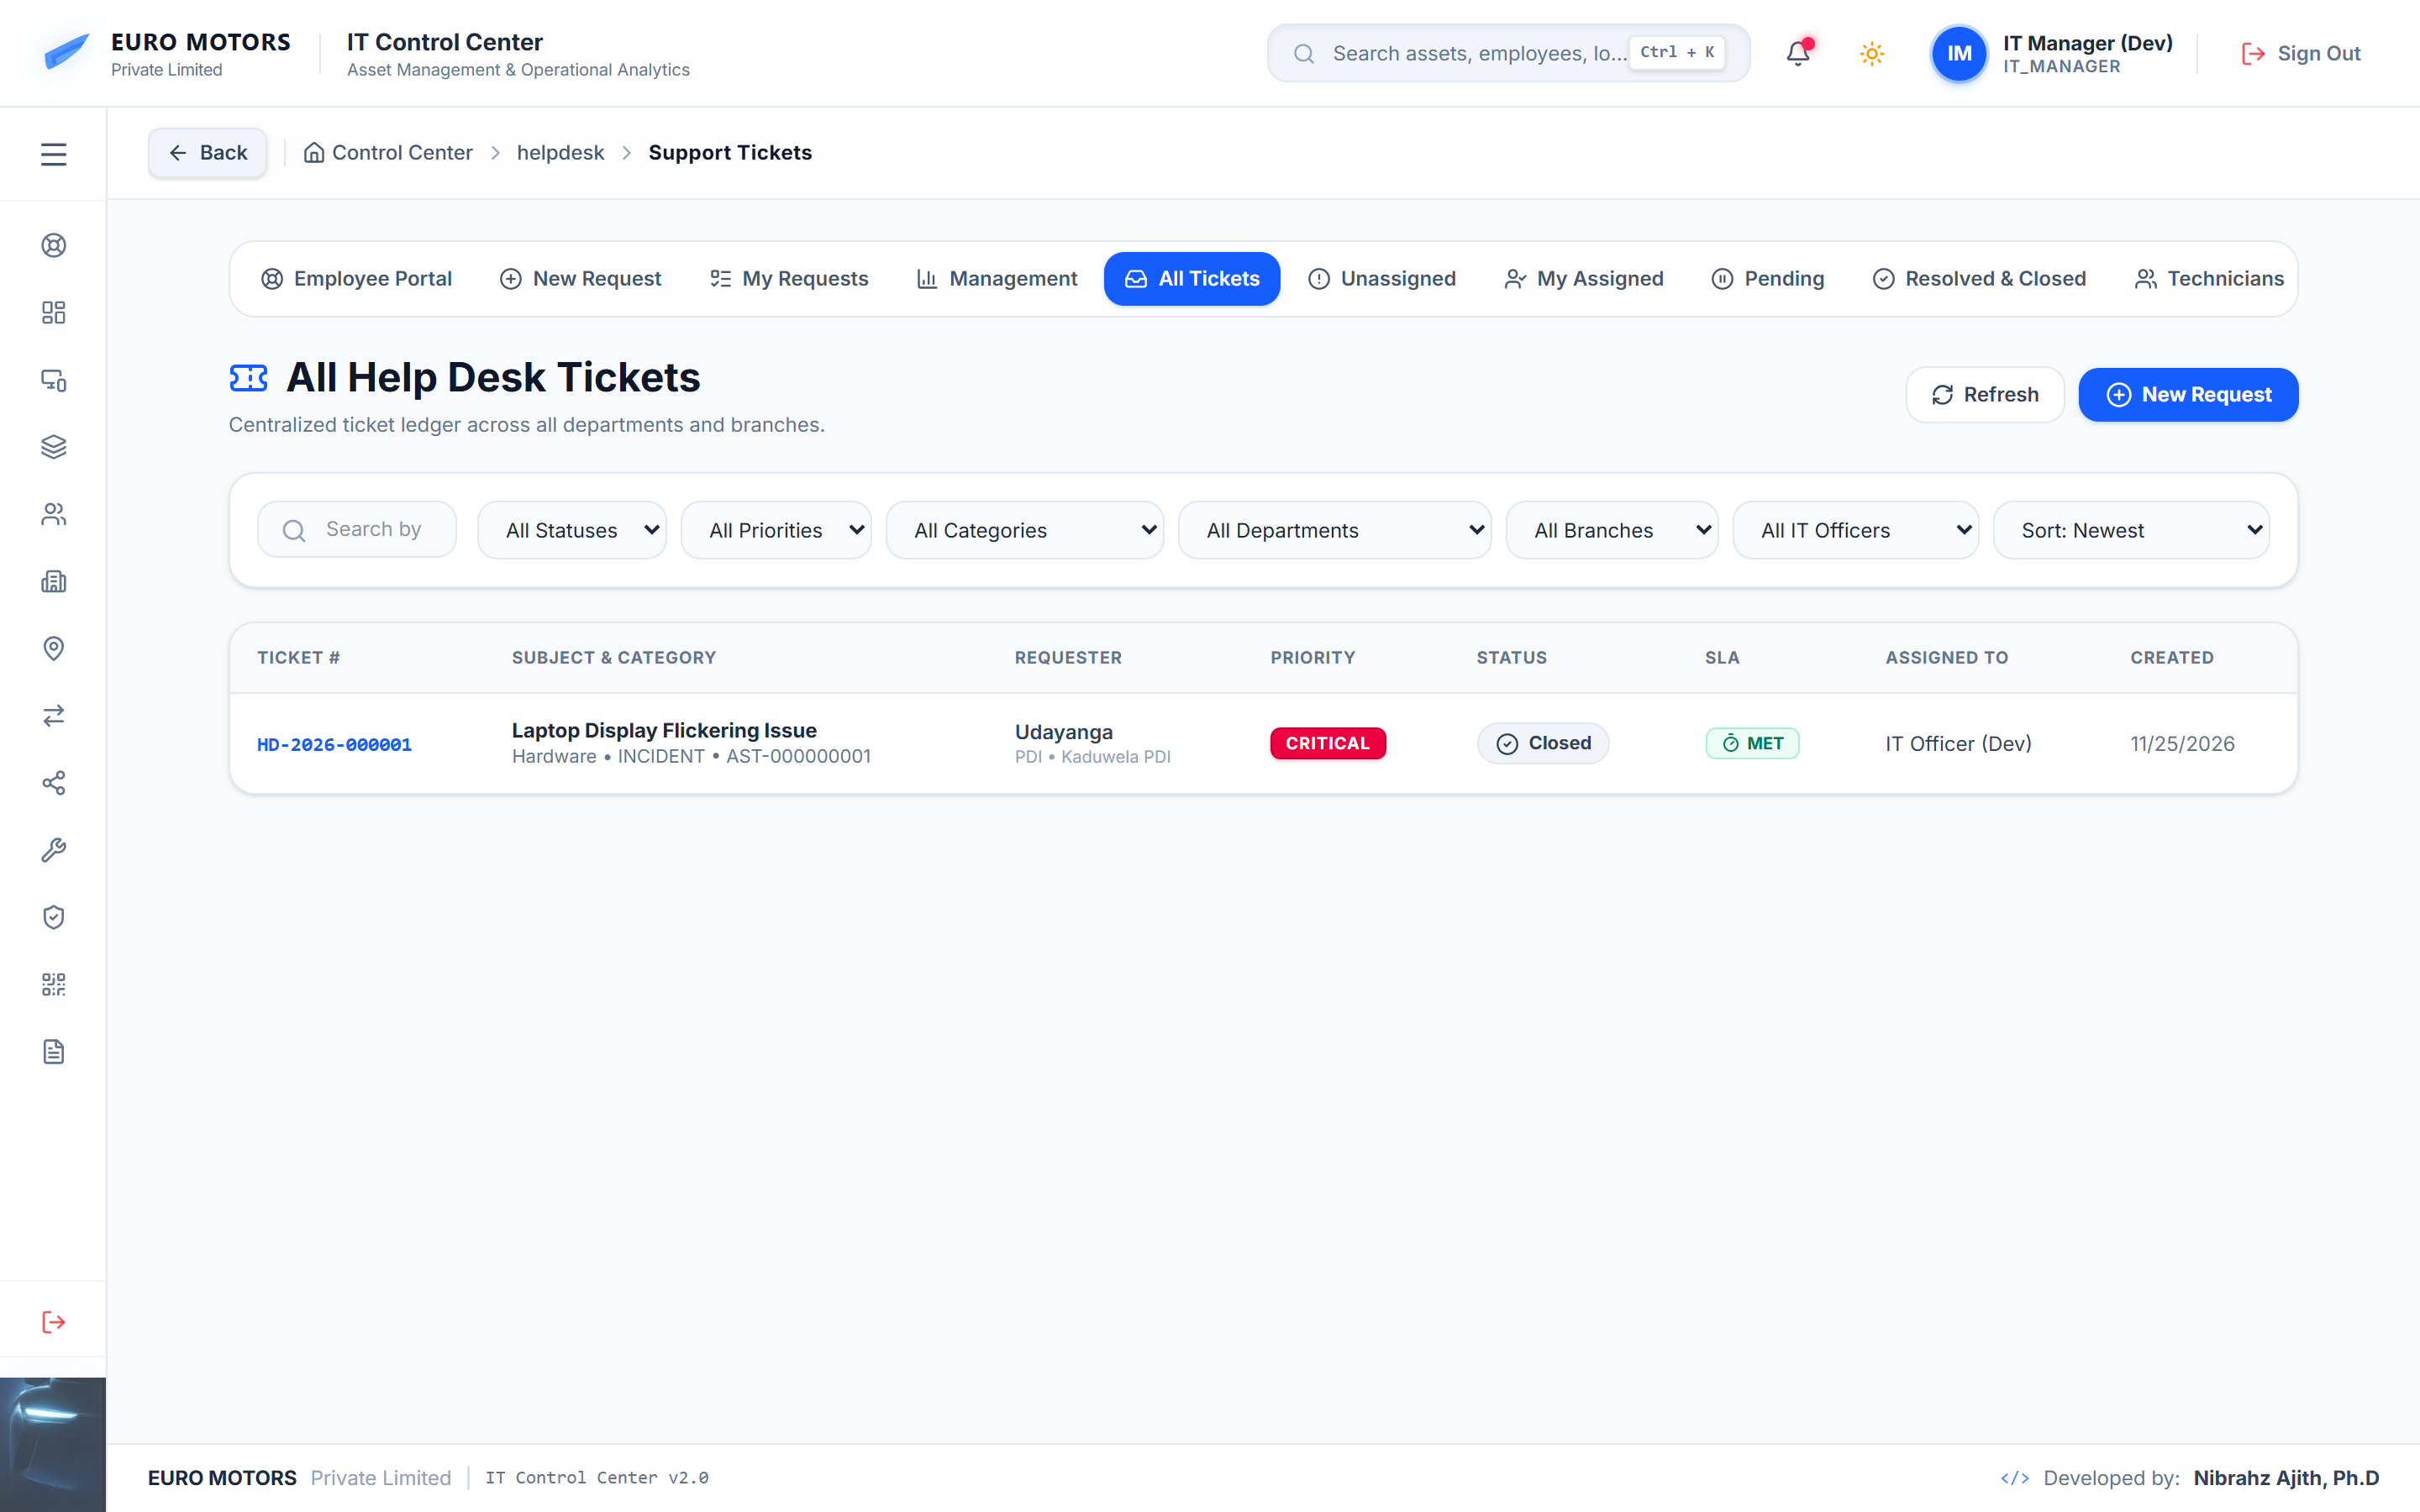 EURO MOTORS
Private Limited
IT Control Center
Asset Management & Operational Analytics
Search assets, employees, lo...
Ctrl + K
IM
IT Manager (Dev)
IT_MANAGER
Sign Out
Back
Control Center
helpdesk
Support Tickets
Employee Portal
New Request
My Requests
Management
All Tickets
Unassigned
My Assigned
Pending
Resolved & Closed
Technicians
All Help Desk Tickets
Centralized ticket ledger across all departments and branches.
Refresh
New Request
Search by
All Statuses
All Priorities
All Categories
All Departments
All Branches
All IT Officers
Sort: Newest
TICKET #
SUBJECT & CATEGORY
REQUESTER
PRIORITY
STATUS
SLA
ASSIGNED TO
CREATED
HD-2026-000001
Laptop Display Flickering Issue
Hardware • INCIDENT • AST-000000001
Udayanga
PDI • Kaduwela PDI
CRITICAL
Closed
MET
IT Officer (Dev)
11/25/2026
EURO MOTORS Private Limited
IT Control Center v2.0
</> Developed by: Nibrahz Ajith, Ph.D